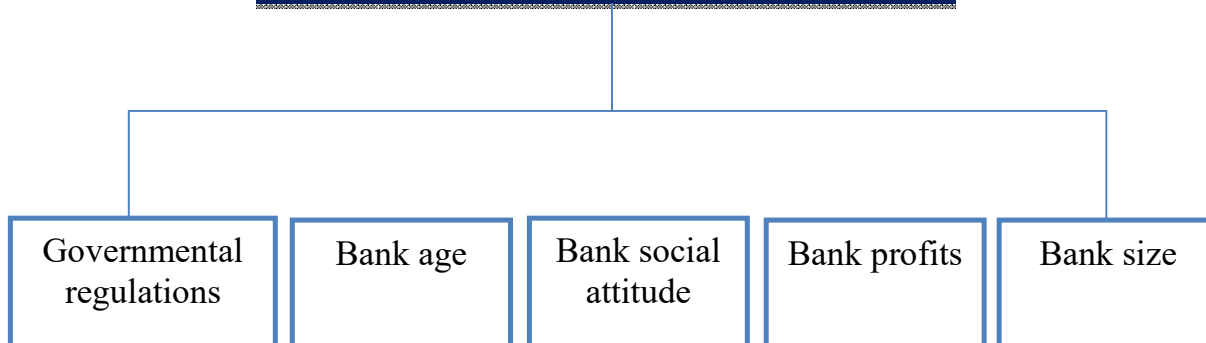 Governmental
regulations
Bank age
Bank social
attitude
Bank profits
Bank size